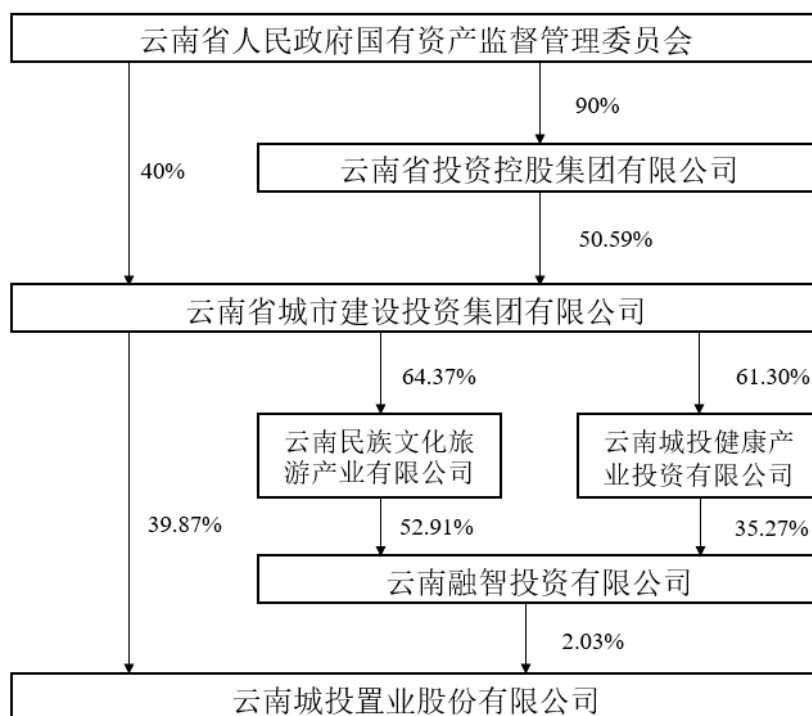 云南省人民政府国有资产监督管理委员会
90%
40%
云南省投资控股集团有限公司
50.59%
云南省城市建设投资集团有限公司
64.37%
61.30%
云南民族文化旅
游产业有限公司
云南城投健康产
业投资有限公司
39.87%
52.91%
35.27%
云南融智投资有限公司
2.03%
云南城投置业股份有限公司